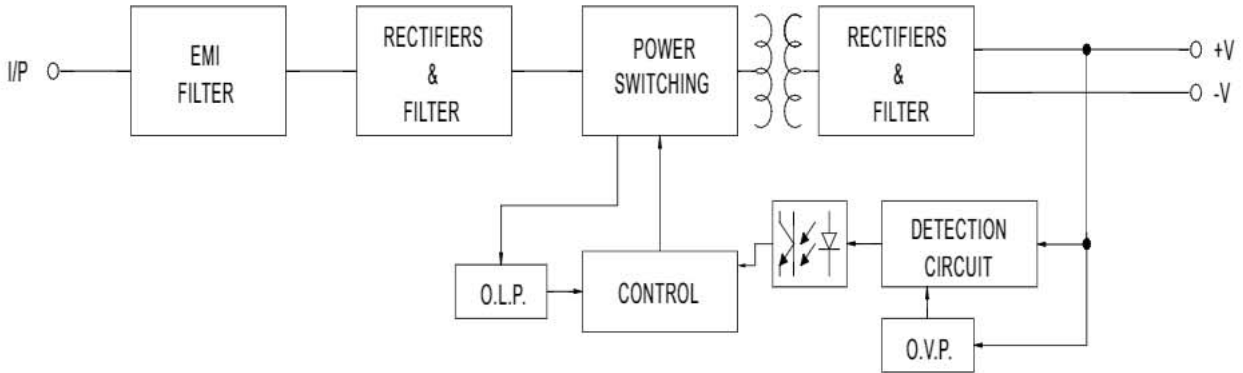 I/P
EMI
FILTER
RECTIFIERS
&
FILTER
POWER
SWITCHING
RECTIFIERS
&
FILTER
+V
-V
O.L.P.
CONTROL
DETECTION
CIRCUIT
O.V.P.